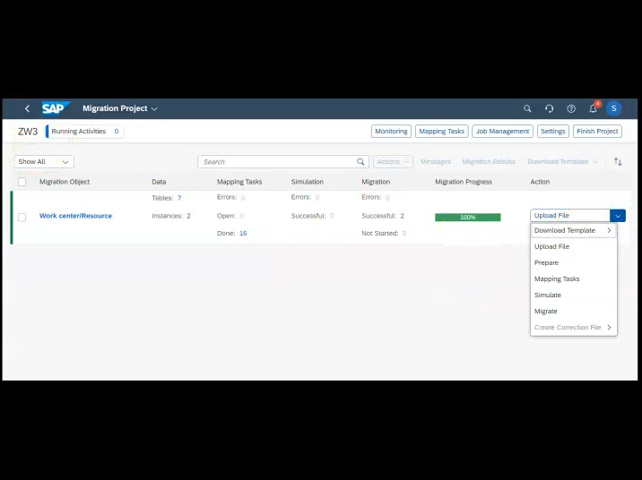 SAP Migration Project
4
S
ZW3 Running Activities 0
Monitoring Mapping Tasks Job Management Settings Finish Project
Show All Search Actions Messages Migration Results Download Template
Migration Object Data Mapping Tasks Simulation Migration Migration Progress Action
Tables: 7 Errors: 0 Errors: 0 Errors: 0
Work center/Resource Instances: 2 Open: 0 Successful: 0 Successful: 2 100% Upload File
Done: 16 Not Started: 0
Download Template
Upload File
Prepare
Mapping Tasks
Simulate
Migrate
Create Correction File